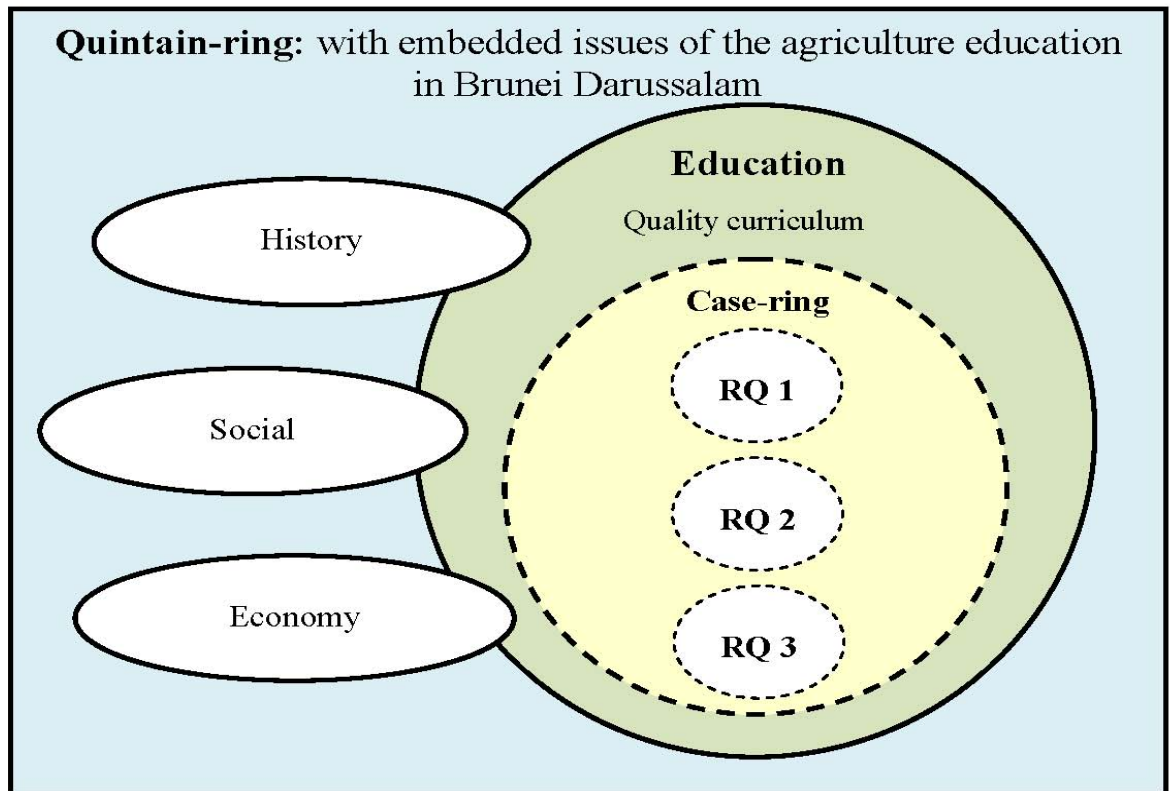 Quintain-ring: with embedded issues of the agriculture education
in Brunei Darussalam
Education
Quality curriculum
History
Case-ring
RQ 1
Social
RQ 2
Economy
RQ 3